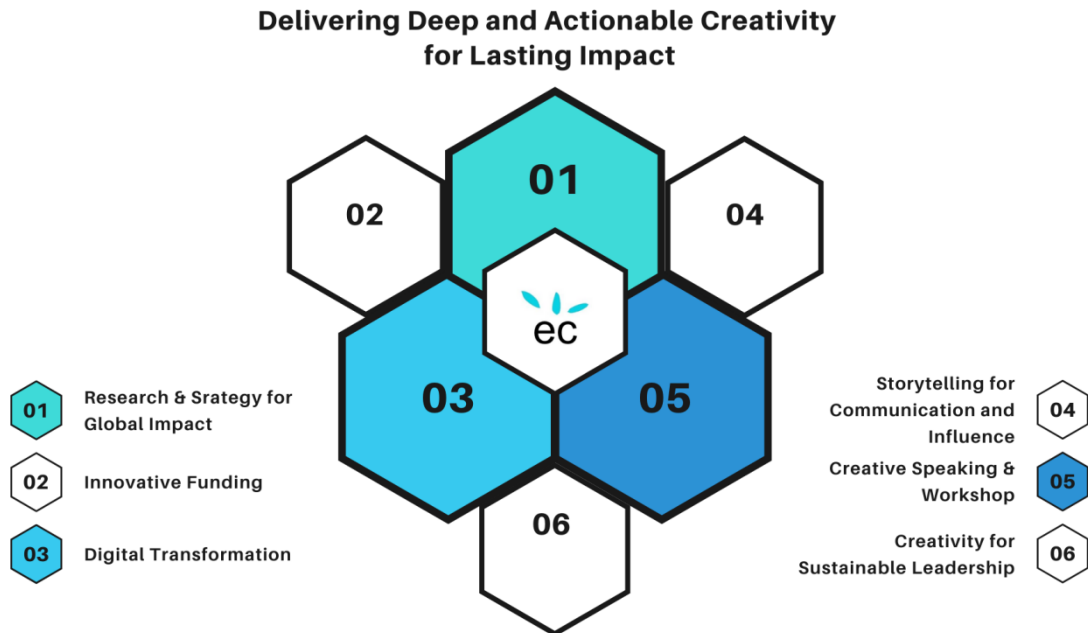 Delivering Deep and Actionable Creativity
for Lasting Impact
01
02
04
ec
03
05
06
01
Research & Srategy for
Global Impact
02
Innovative Funding
03
Digital Transformation
Storytelling for
Communication and
Influence
04
Creative Speaking &
Workshop
05
Creativity for
Sustainable Leadership
06